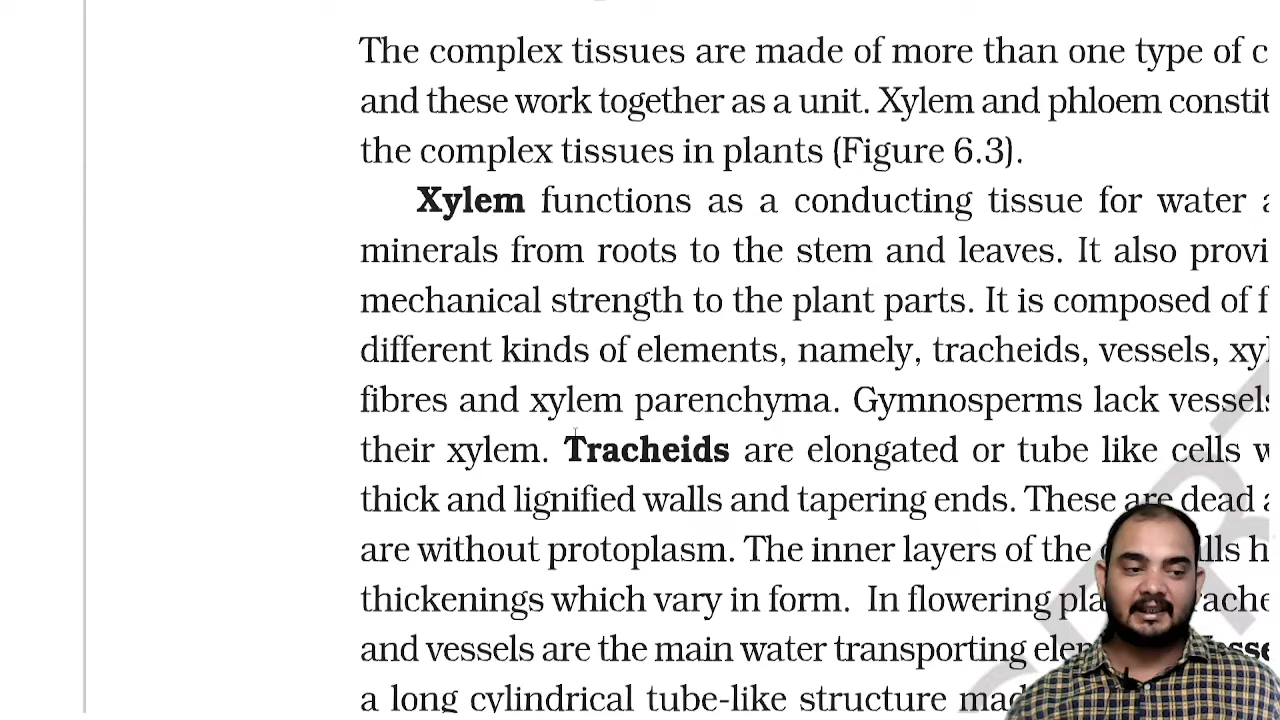 The complex tissues are made of more than one type of
and these work together as a unit. Xylem and phloem
the complex tissues in plants (Figure 6.3).
Xylem functions as a conducting tissue for water
minerals from roots to the stem and leaves. It also
mechanical strength to the plant parts. It is composed of
different kinds of elements, namely, tracheids, vessels,
fibres and xylem parenchyma. Gymnosperms lack vessels
their xylem. Tracheids are elongated or tube like cells
thick and lignified walls and tapering ends. These are dead
are without protoplasm. The inner layers of the
thickenings which vary in form. In flowering
and vessels are the main water transporting
a long cylindrical tube-like structure